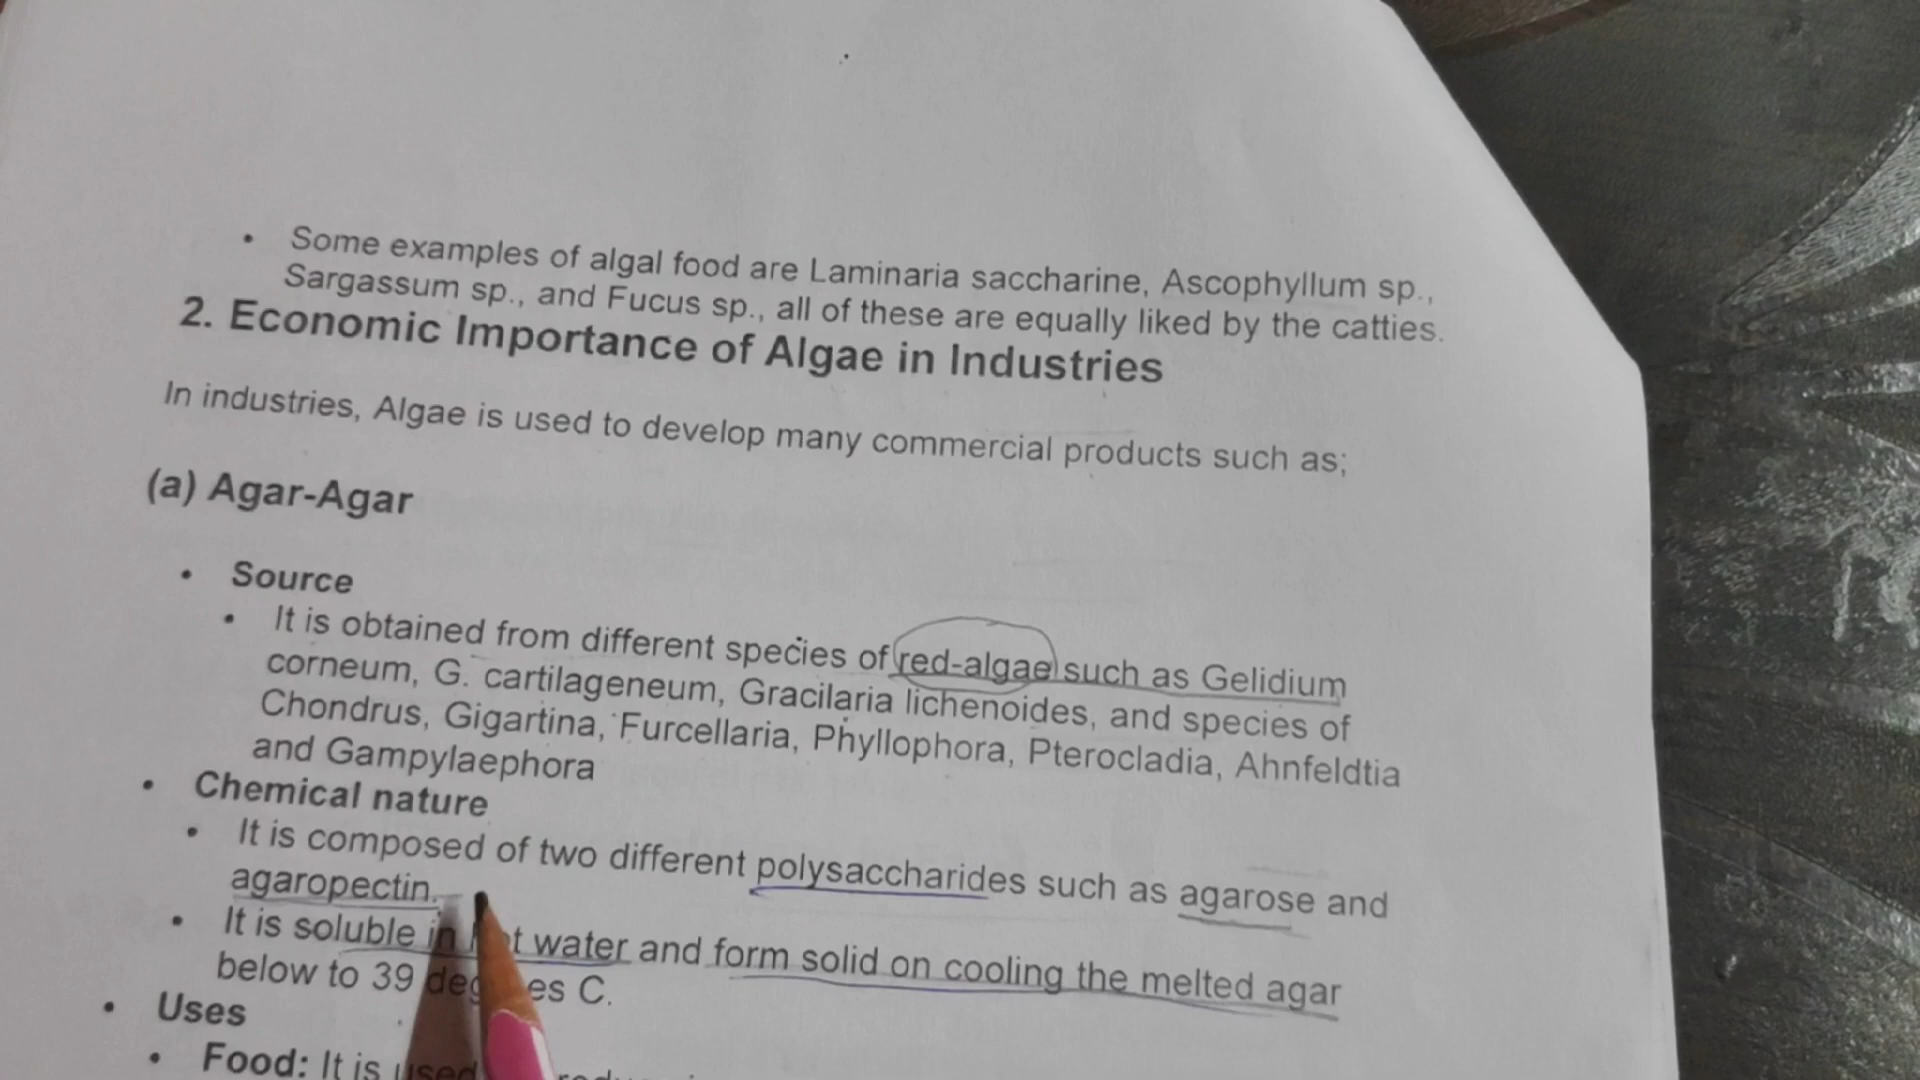 • Some examples of algal food are Laminaria saccharine, Ascophyllum sp.,
Sargassum sp., and Fucus sp., all of these are equally liked by the catties.
2. Economic Importance of Algae in Industries
In industries, Algae is used to develop many commercial products such as;
(a) Agar-Agar
• Source
• It is obtained from different species of red-algae such as Gelidium
corneum, G. cartilageneum, Gracilaria lichenoides, and species of
Chondrus, Gigartina, Furcellaria, Phyllophora, Pterocladia, Ahnfeldtia
and Gampylaephora
• Chemical nature
• It is composed of two different polysaccharides such as agarose and
agaropectin.
• It is soluble in water and form solid on cooling the melted agar
below to 39 C.
• Uses
• Food: It is used